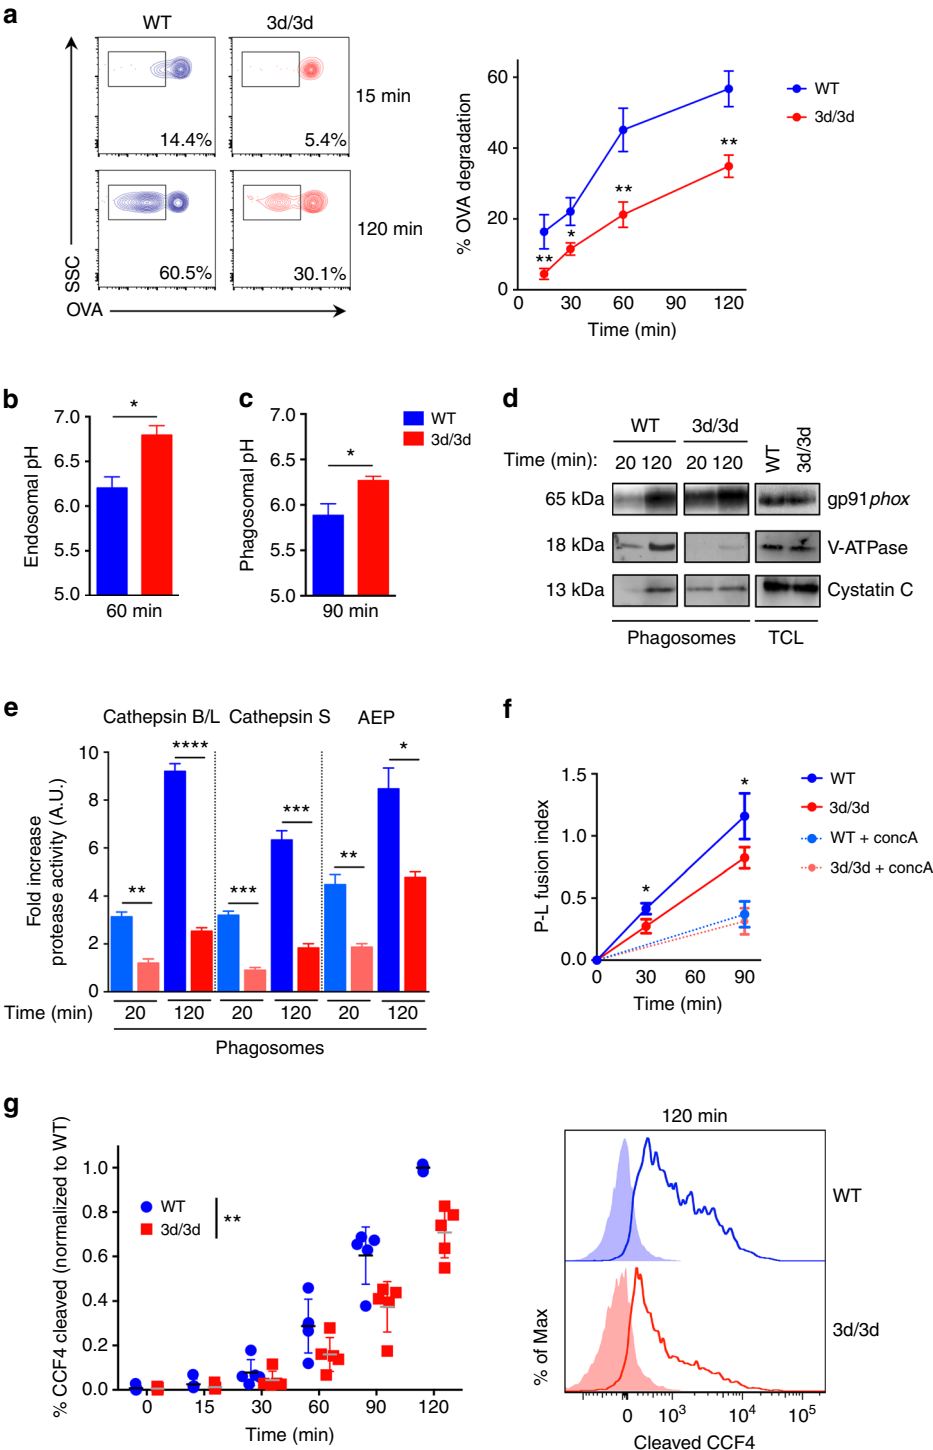 a
WT 3d/3d
14.4% 5.4% 15 min
60.5% 30.1% 120 min
SSC
OVA
% OVA degradation
60
40
20
0
0 30 60 90 120
Time (min)
** * ** **
WT
3d/3d
b
Endosomal pH
7.0
6.5
6.0
5.5
5.0
*
60 min
c
Phagosomal pH
7.0
6.5
6.0
5.5
5.0
*
90 min
WT
3d/3d
d
WT 3d/3d WT 3d/3d
Time (min): 20 120 20 120
65 kDa gp91phox
18 kDa V-ATPase
13 kDa Cystatin C
Phagosomes TCL
e
Cathepsin B/L Cathepsin S AEP
Fold increase
protease activity (A.U.)
10
8
6
4
2
0
** **** *** *** ** *
Time (min) 20 120 20 120 20 120
Phagosomes
f
P-L fusion index
1.5
1.0
0.5
0.0
0 30 60 90
Time (min)
* *
WT
3d/3d
WT + concA
3d/3d + concA
g
% CCF4 cleaved (normalized to WT)
1.0
0.8
0.6
0.4
0.2
0.0
WT
3d/3d
**
0 15 30 60 90 120
Time (min)
120 min
WT
3d/3d
% of Max
0 10³ 10⁴ 10⁵
Cleaved CCF4